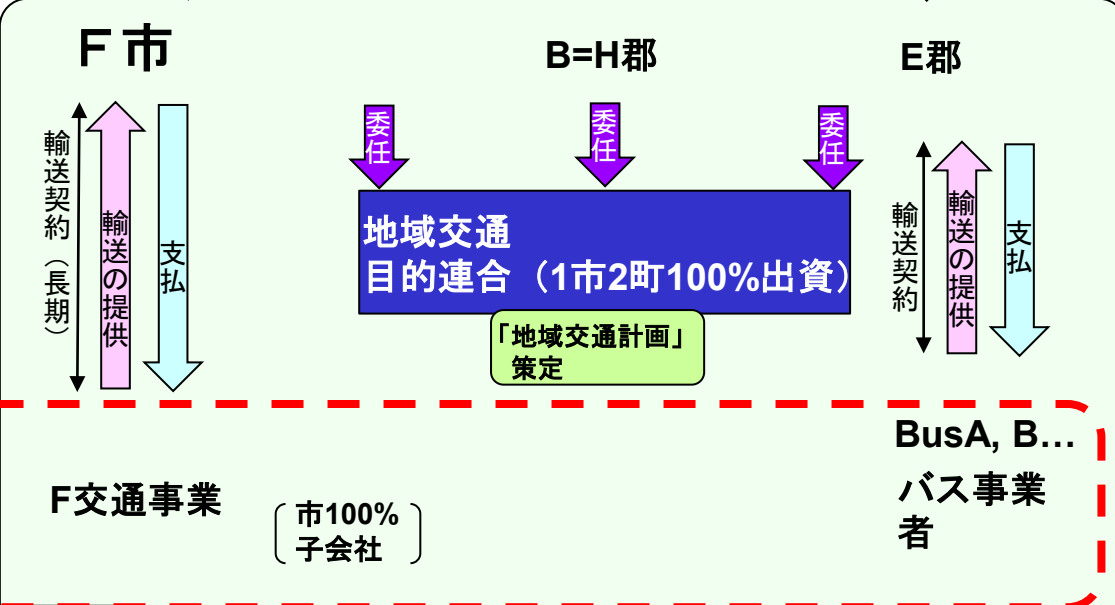 F市
B=H郡
E郡
輸送契約（長期）
輸送の提供
支払
委任
委任
委任
輸送契約
輸送の提供
支払
地域交通
目的連合（1市2町100%出資）
「地域交通計画」
策定
F交通事業
市100%
子会社
BusA, B…
バス事業
者